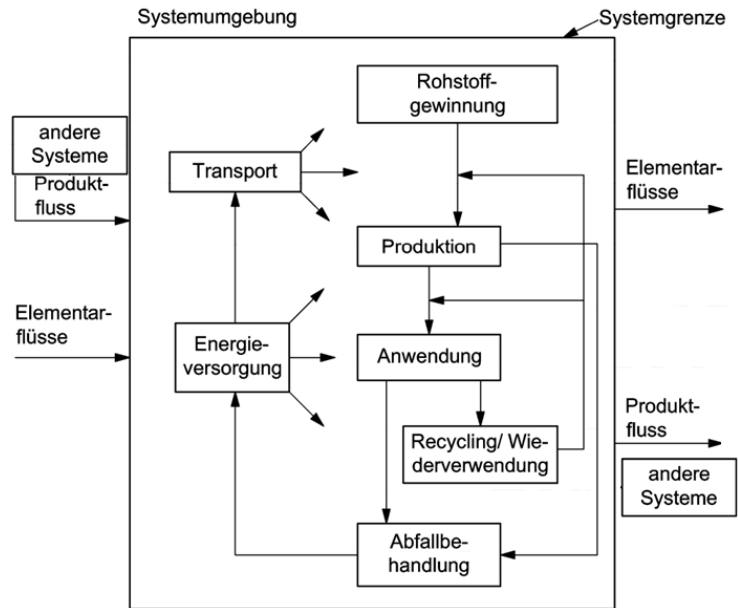 Systemumgebung
Systemgrenze
andere
Systeme
Produkt-
fluss
Elementar-
flüsse
Transport
Energie-
versorgung
Rohstoff-
gewinnung
Produktion
Anwendung
Recycling/ Wie-
derverwendung
Abfallbe-
handlung
Elementar-
flüsse
Produkt-
fluss
andere
Systeme